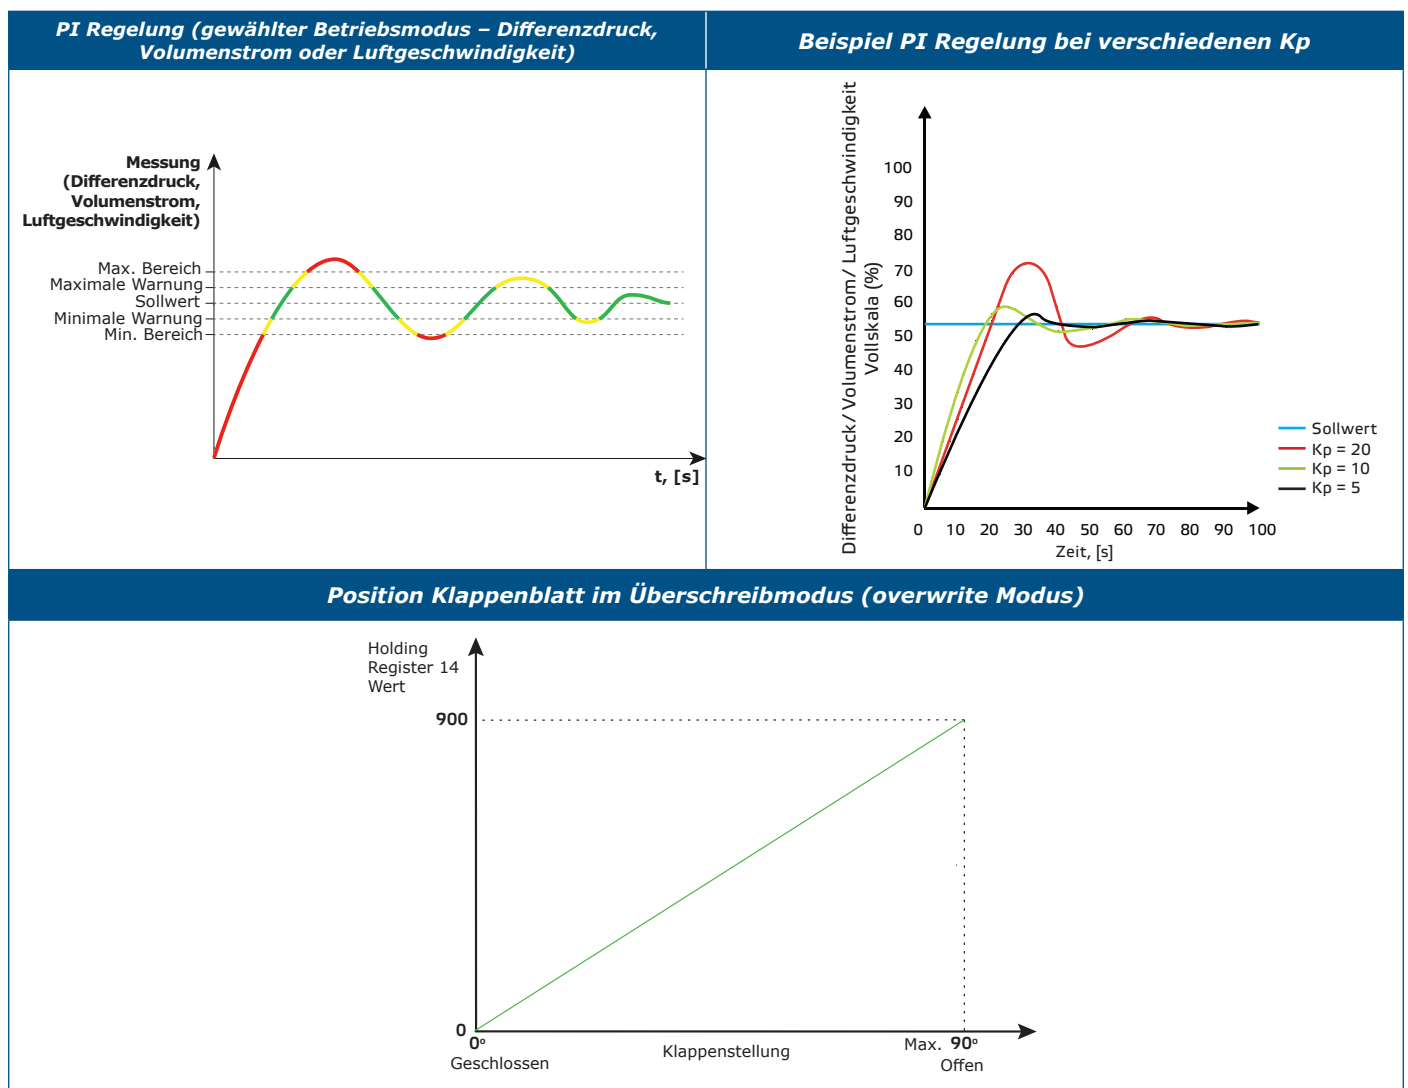 PI Regelung (gewählter Betriebsmodus – Differenzdruck,
Volumenstrom oder Luftgeschwindigkeit)
Beispiel PI Regelung bei verschiedenen Kp
Messung
(Differenzdruck,
Volumenstrom,
Luftgeschwindigkeit)
Max. Bereich
Maximale Warnung
Sollwert
Minimale Warnung
Min. Bereich
t, [s]
Differenzdruck/ Volumenstrom/ Luftgeschwindigkeit
Vollskala (%)
100
90
80
70
60
50
40
30
20
10
0 10 20 30 40 50 60 70 80 90 100
Zeit, [s]
Sollwert
Kp = 20
Kp = 10
Kp = 5
Position Klappenblatt im Überschreibmodus (overwrite Modus)
Holding
Register 14
Wert
900
0
0º
Geschlossen
Klappenstellung
Max. 90º
Offen